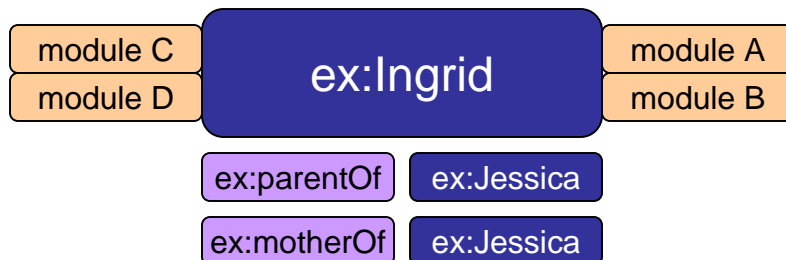 module C
module D
ex:Ingrid
module A
module B
ex:parentOf ex:Jessica
ex:motherOf ex:Jessica